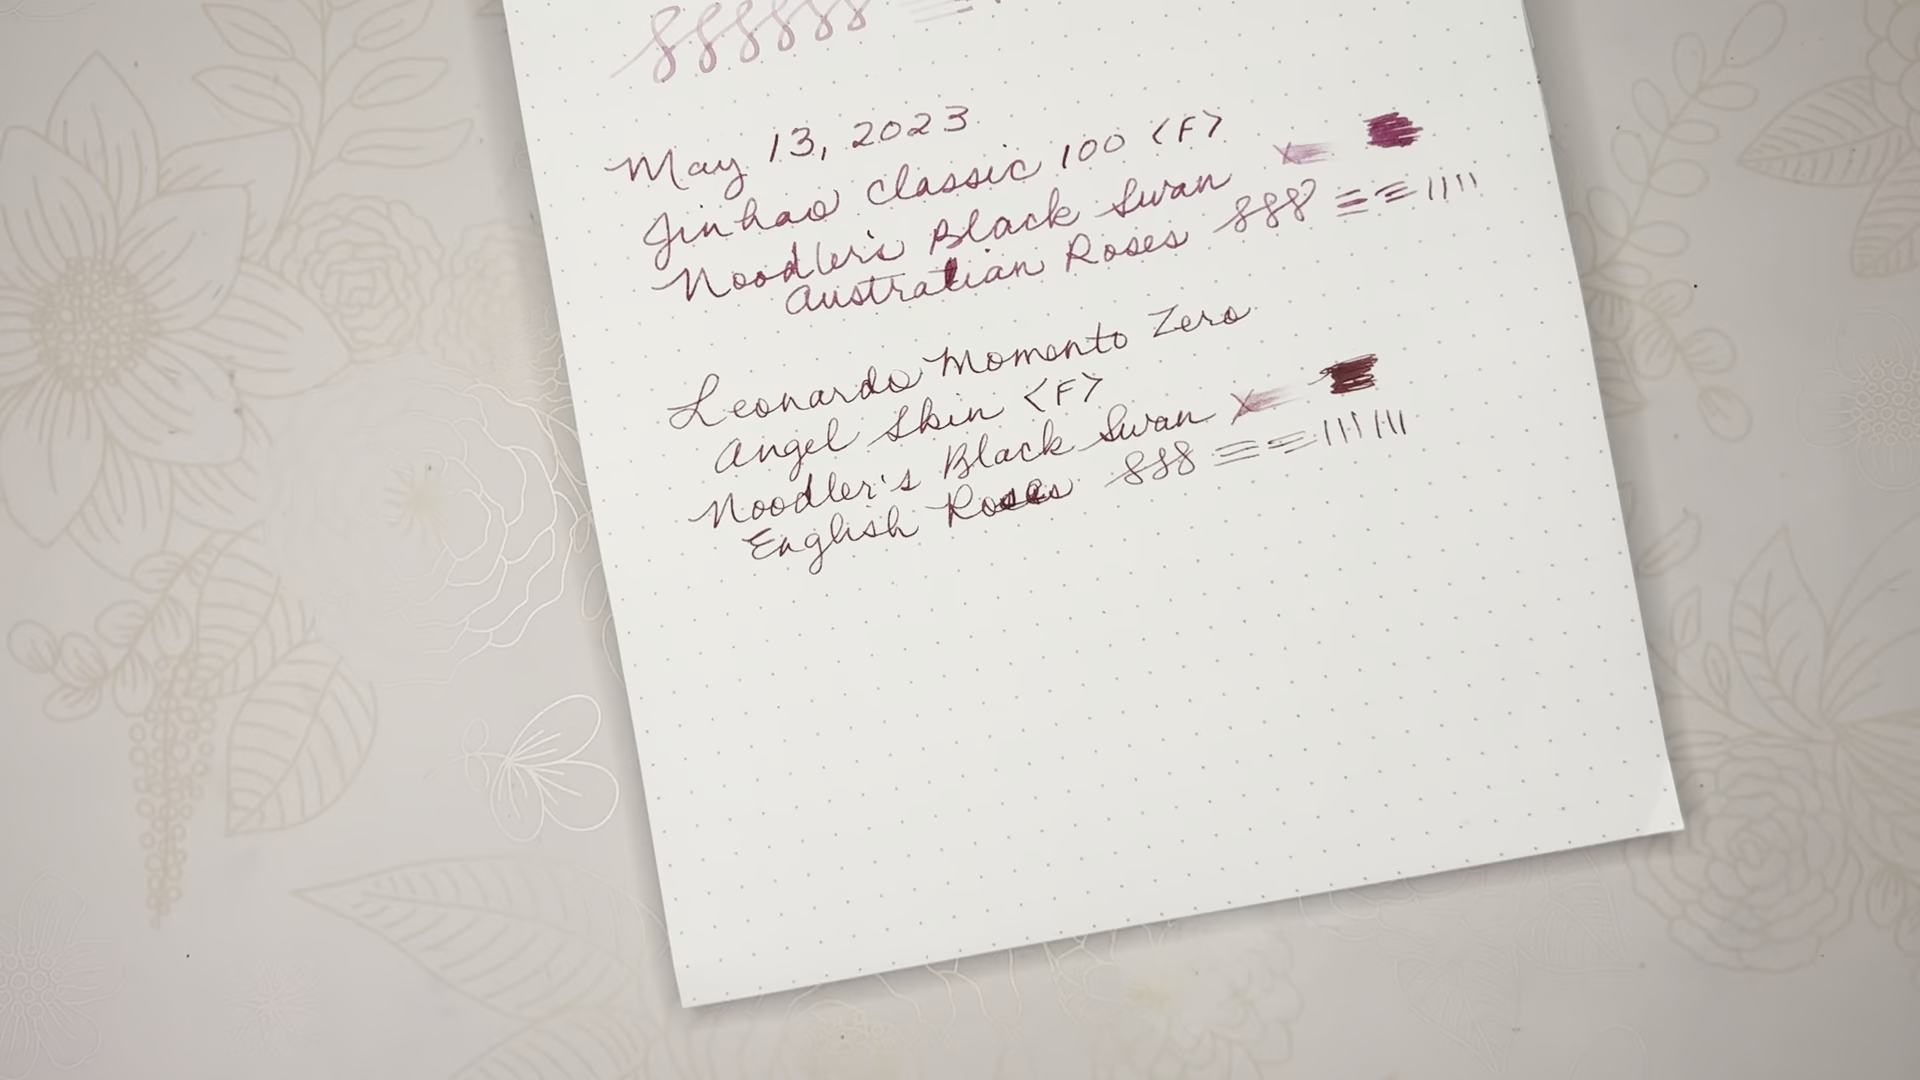 May 13, 2023
Jinhao Classic 100 <F>
Noodler's Black Swan
Australian Roses
Leonardo Momento Zero
Angel Skin <F>
Noodler's Black Swan
English Roses